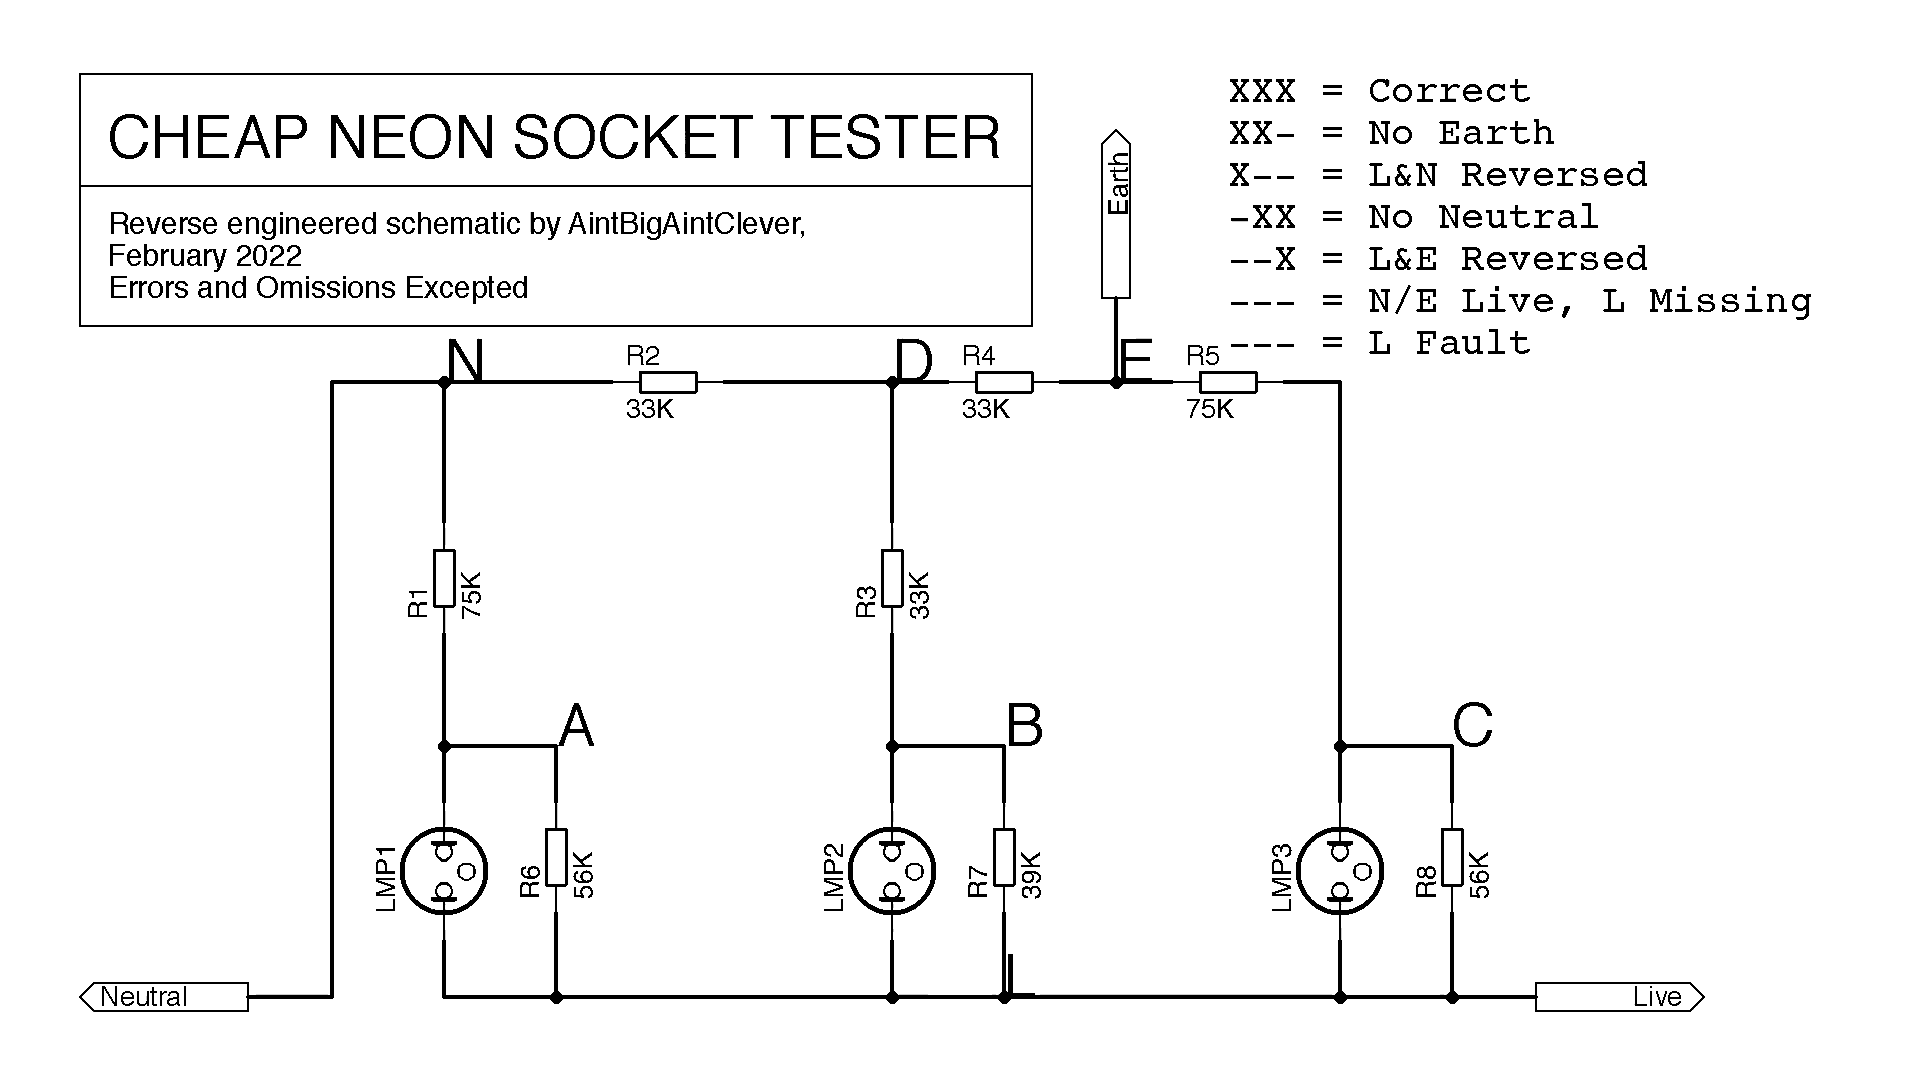 CHEAP NEON SOCKET TESTER
Reverse engineered schematic by AintBigAintClever,
February 2022
Errors and Omissions Excepted
XXX = Correct
XX- = No Earth
X-- = L&N Reversed
-XX = No Neutral
--X = L&E Reversed
--- = N/E Live, L Missing
--- = L Fault
Earth
N
R2
33K
D
R4
33K
E
R5
75K
R1
75K
R3
33K
A
B
C
LMP1
R6
56K
LMP2
R7
39K
LMP3
R8
56K
L
Neutral
Live